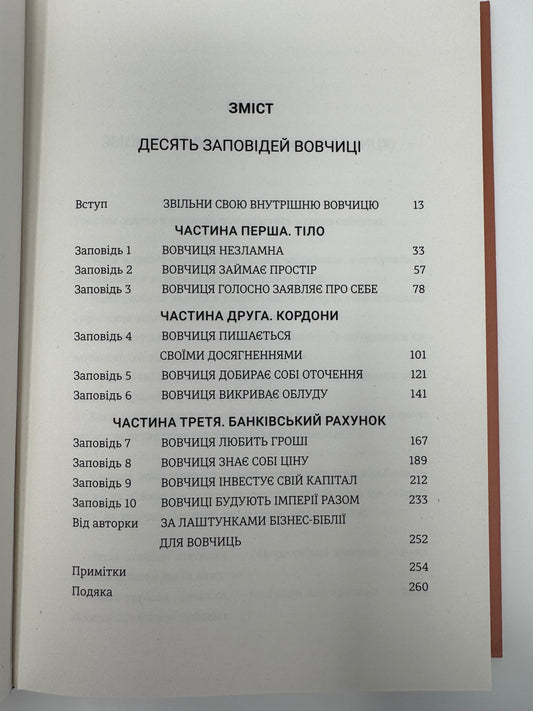 ЗМІСТ
ДЕСЯТЬ ЗАПОВІДЕЙ ВОВЧИЦІ
Вступ ЗВІЛЬНИ СВОЮ ВНУТРІШНЮ ВОВЧИЦЮ 13
ЧАСТИНА ПЕРША. ТІЛО
Заповідь 1 ВОВЧИЦЯ НЕЗЛАМНА 33
Заповідь 2 ВОВЧИЦЯ ЗАЙМАЄ ПРОСТІР 57
Заповідь 3 ВОВЧИЦЯ ГОЛОСНО ЗАЯВЛЯЄ ПРО СЕБЕ 78
ЧАСТИНА ДРУГА. КОРДОНИ
Заповідь 4 ВОВЧИЦЯ ПИШАЄТЬСЯ
СВОЇМИ ДОСЯГНЕННЯМИ 101
Заповідь 5 ВОВЧИЦЯ ДОБИРАЄ СОБІ ОТОЧЕННЯ 121
Заповідь 6 ВОВЧИЦЯ ВИКРИВАЄ ОБЛУДУ 141
ЧАСТИНА ТРЕТЯ. БАНКІВСЬКИЙ РАХУНОК
Заповідь 7 ВОВЧИЦЯ ЛЮБИТЬ ГРОШІ 167
Заповідь 8 ВОВЧИЦЯ ЗНАЄ СОБІ ЦІНУ 189
Заповідь 9 ВОВЧИЦЯ ІНВЕСТУЄ СВІЙ КАПІТАЛ 212
Заповідь 10 ВОВЧИЦІ БУДУЮТЬ ІМПЕРІЇ РАЗОМ 233
Від авторки ЗА ЛАШТУНКАМИ БІЗНЕС-БІБЛІЇ
ДЛЯ ВОВЧИЦЬ 252
Примітки 254
Подяка 260